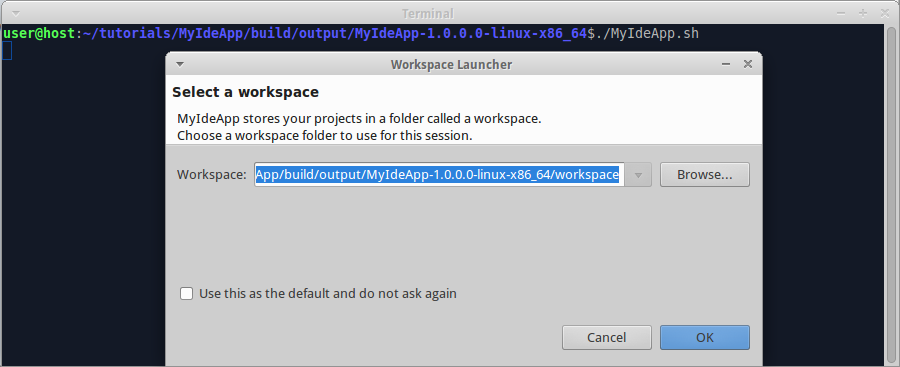 Terminal
user@host:~/tutorials/MyIdeApp/build/output/MyIdeApp-1.0.0.0-linux-x86_64$./MyIdeApp.sh
Workspace Launcher
Select a workspace
MyIdeApp stores your projects in a folder called a workspace.
Choose a workspace folder to use for this session.
Workspace: App/build/output/MyIdeApp-1.0.0.0-linux-x86_64/workspace Browse...
Use this as the default and do not ask again
Cancel OK